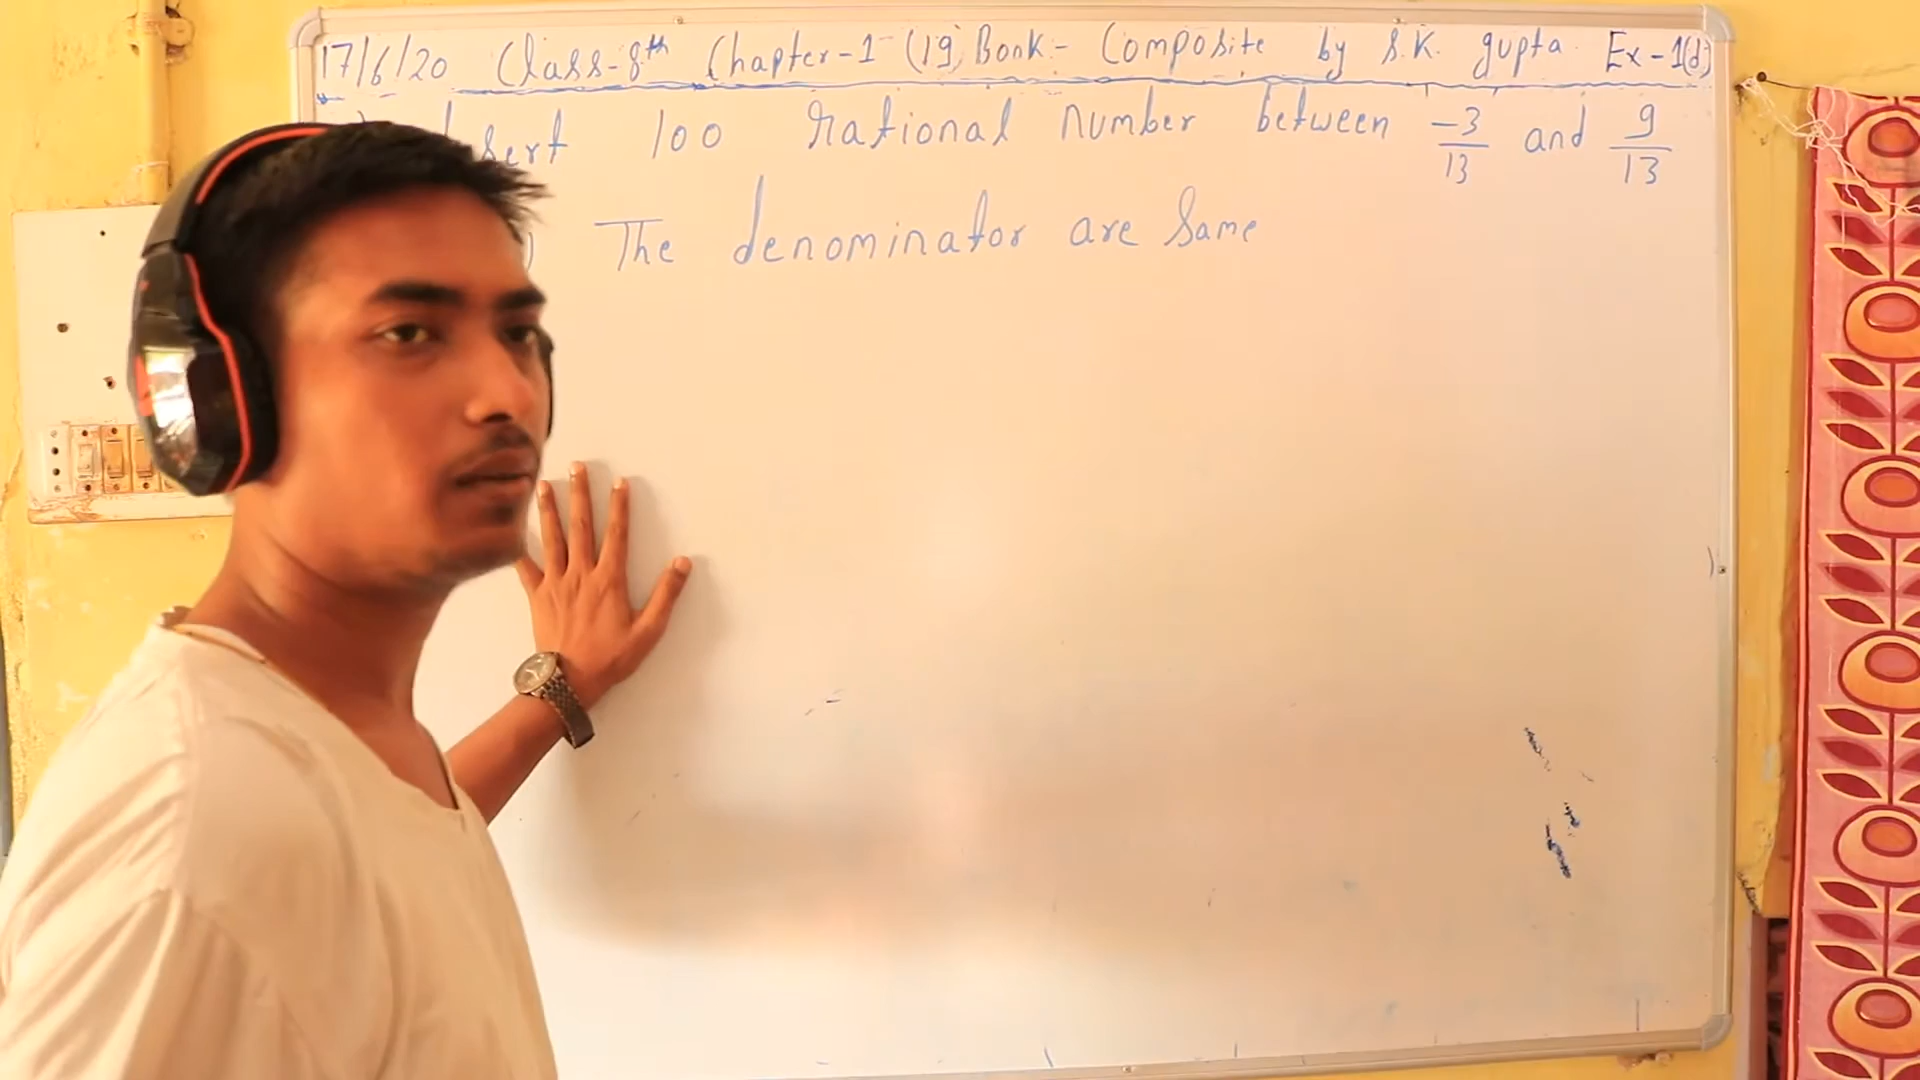 17/6/20 Class-8th Chapter-1 (19) Book:- Composite by S.K. gupta Ex-1(d)
100 rational number between -3/13 and 9/13
The denominator are same